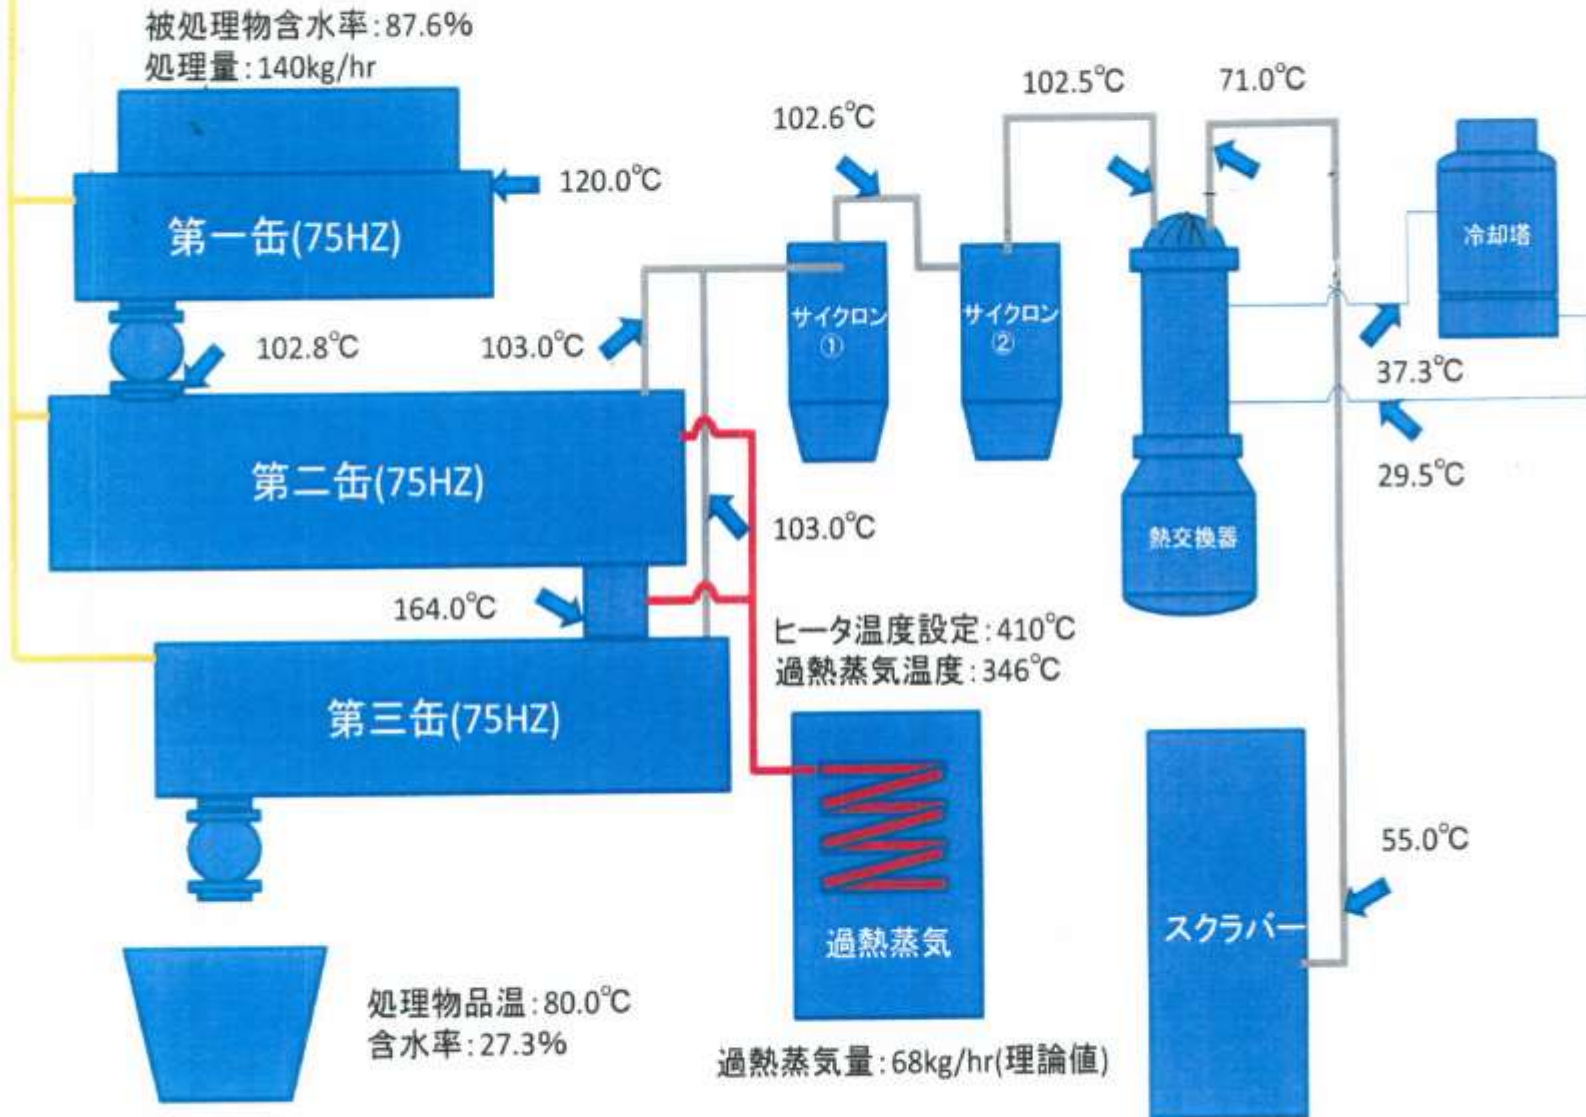 被処理物含水率:87.6%
処理量:140kg/hr
102.5℃
71.0℃
102.6℃
120.0℃
第一缶(75HZ)
冷却塔
サイクロン
①
サイクロン
②
102.8℃
103.0℃
37.3℃
第二缶(75HZ)
29.5℃
103.0℃
熱交換器
164.0℃
ヒータ温度設定:410℃
過熱蒸気温度:346℃
第三缶(75HZ)
55.0℃
過熱蒸気
スクラバー
処理物品温:80.0℃
含水率:27.3%
過熱蒸気量:68kg/hr(理論値)